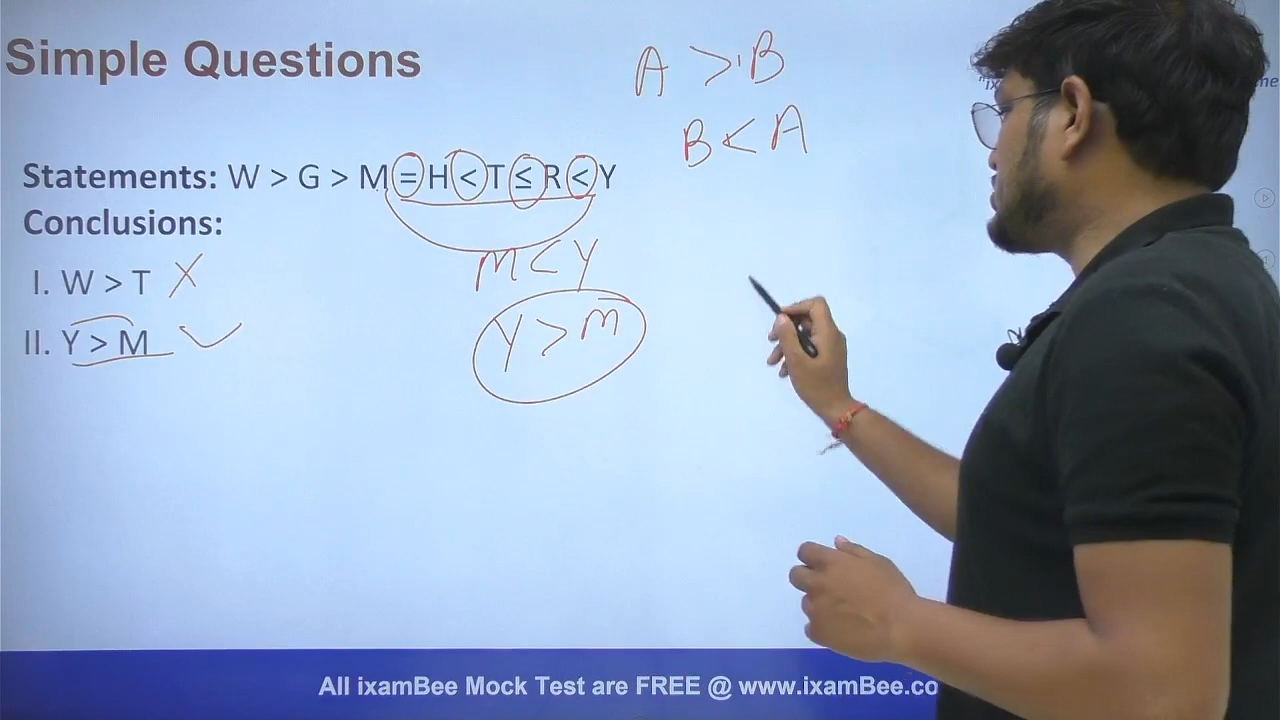 Simple Questions
A > B
B < A
Statements: W > G > M = H < T ≤ R < Y
Conclusions:
I. W > T X
M < Y
II. Y > M ✓
Y > M
All ixamBee Mock Test are FREE @ www.ixamBee.co